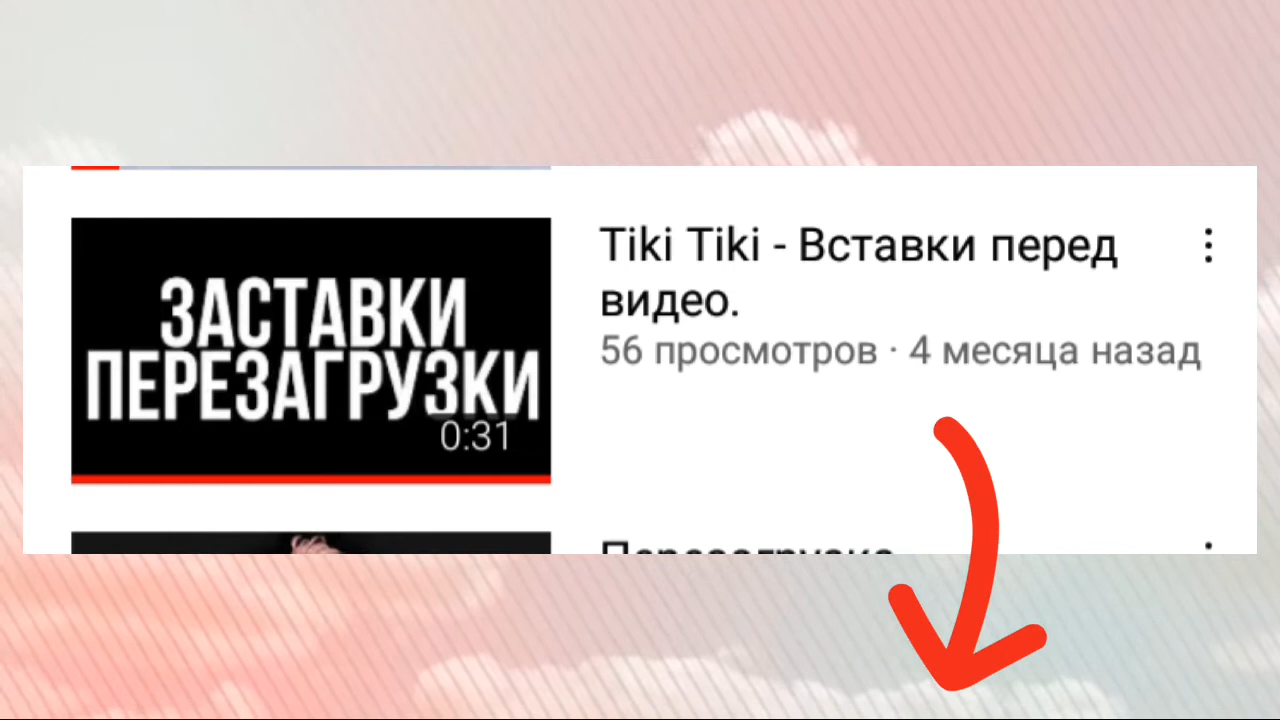 ЗАСТАВКИ
ПЕРЕЗАГРУЗКИ
0:31
Tiki Tiki - Вставки перед
видео.
56 просмотров · 4 месяца назад